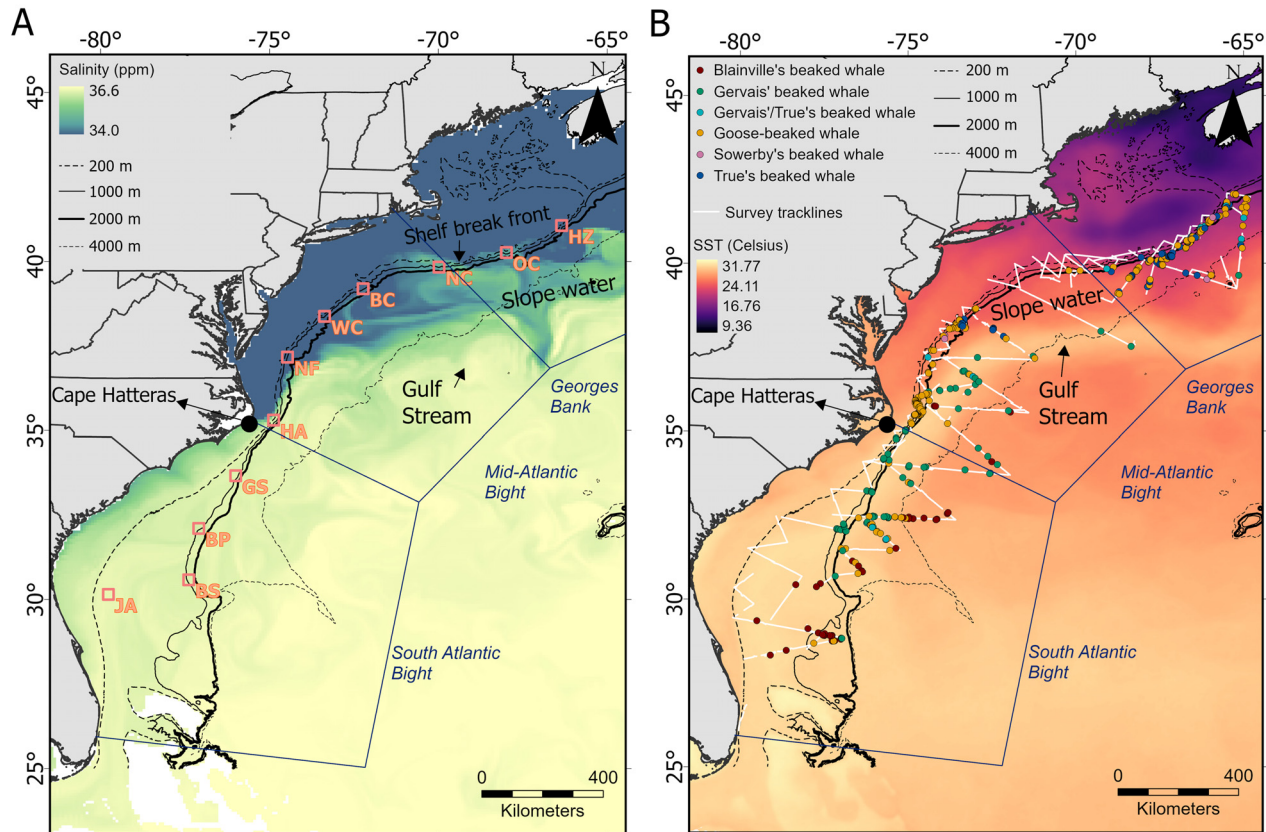 A
-80°
-75°
-70°
-65°
Salinity (ppm)
36.6
34.0
200 m
1000 m
2000 m
4000 m
N
45°
40°
35°
30°
25°
Shelf break front
HZ
OC
NC
Slope water
BC
WC
NF
Cape Hatteras
Gulf
Stream
Georges
Bank
HA
Mid-Atlantic
Bight
GS
BP
BS
JA
South Atlantic
Bight
0 400
Kilometers
B
-80°
-75°
-70°
-65°
Blainville's beaked whale
Gervais' beaked whale
Gervais'/True's beaked whale
Goose-beaked whale
Sowerby's beaked whale
True's beaked whale
Survey tracklines
200 m
1000 m
2000 m
4000 m
N
SST (Celsius)
31.77
24.11
16.76
9.36
45°
40°
35°
30°
25°
Slope water
Cape Hatteras
Gulf
Stream
Georges
Bank
Mid-Atlantic
Bight
South Atlantic
Bight
0 400
Kilometers